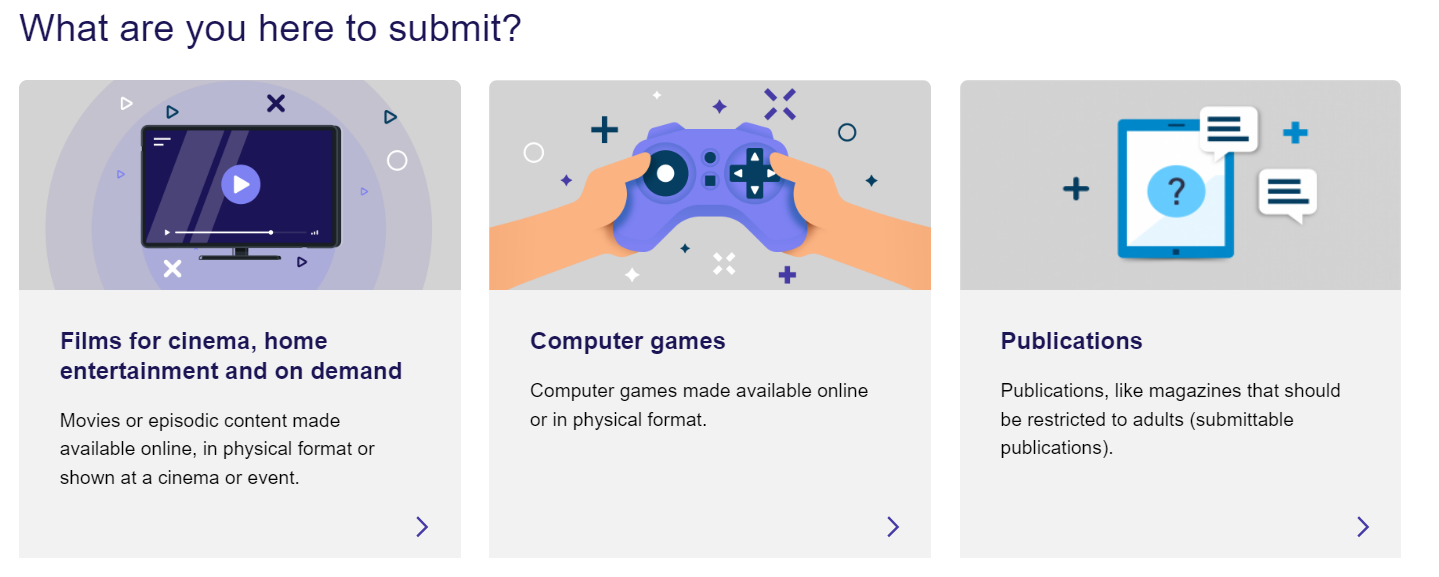 What are you here to submit?
?
Films for cinema, home
entertainment and on demand
Movies or episodic content made
available online, in physical format or
shown at a cinema or event.
Computer games
Computer games made available online
or in physical format.
Publications
Publications, like magazines that should
be restricted to adults (submittable
publications).